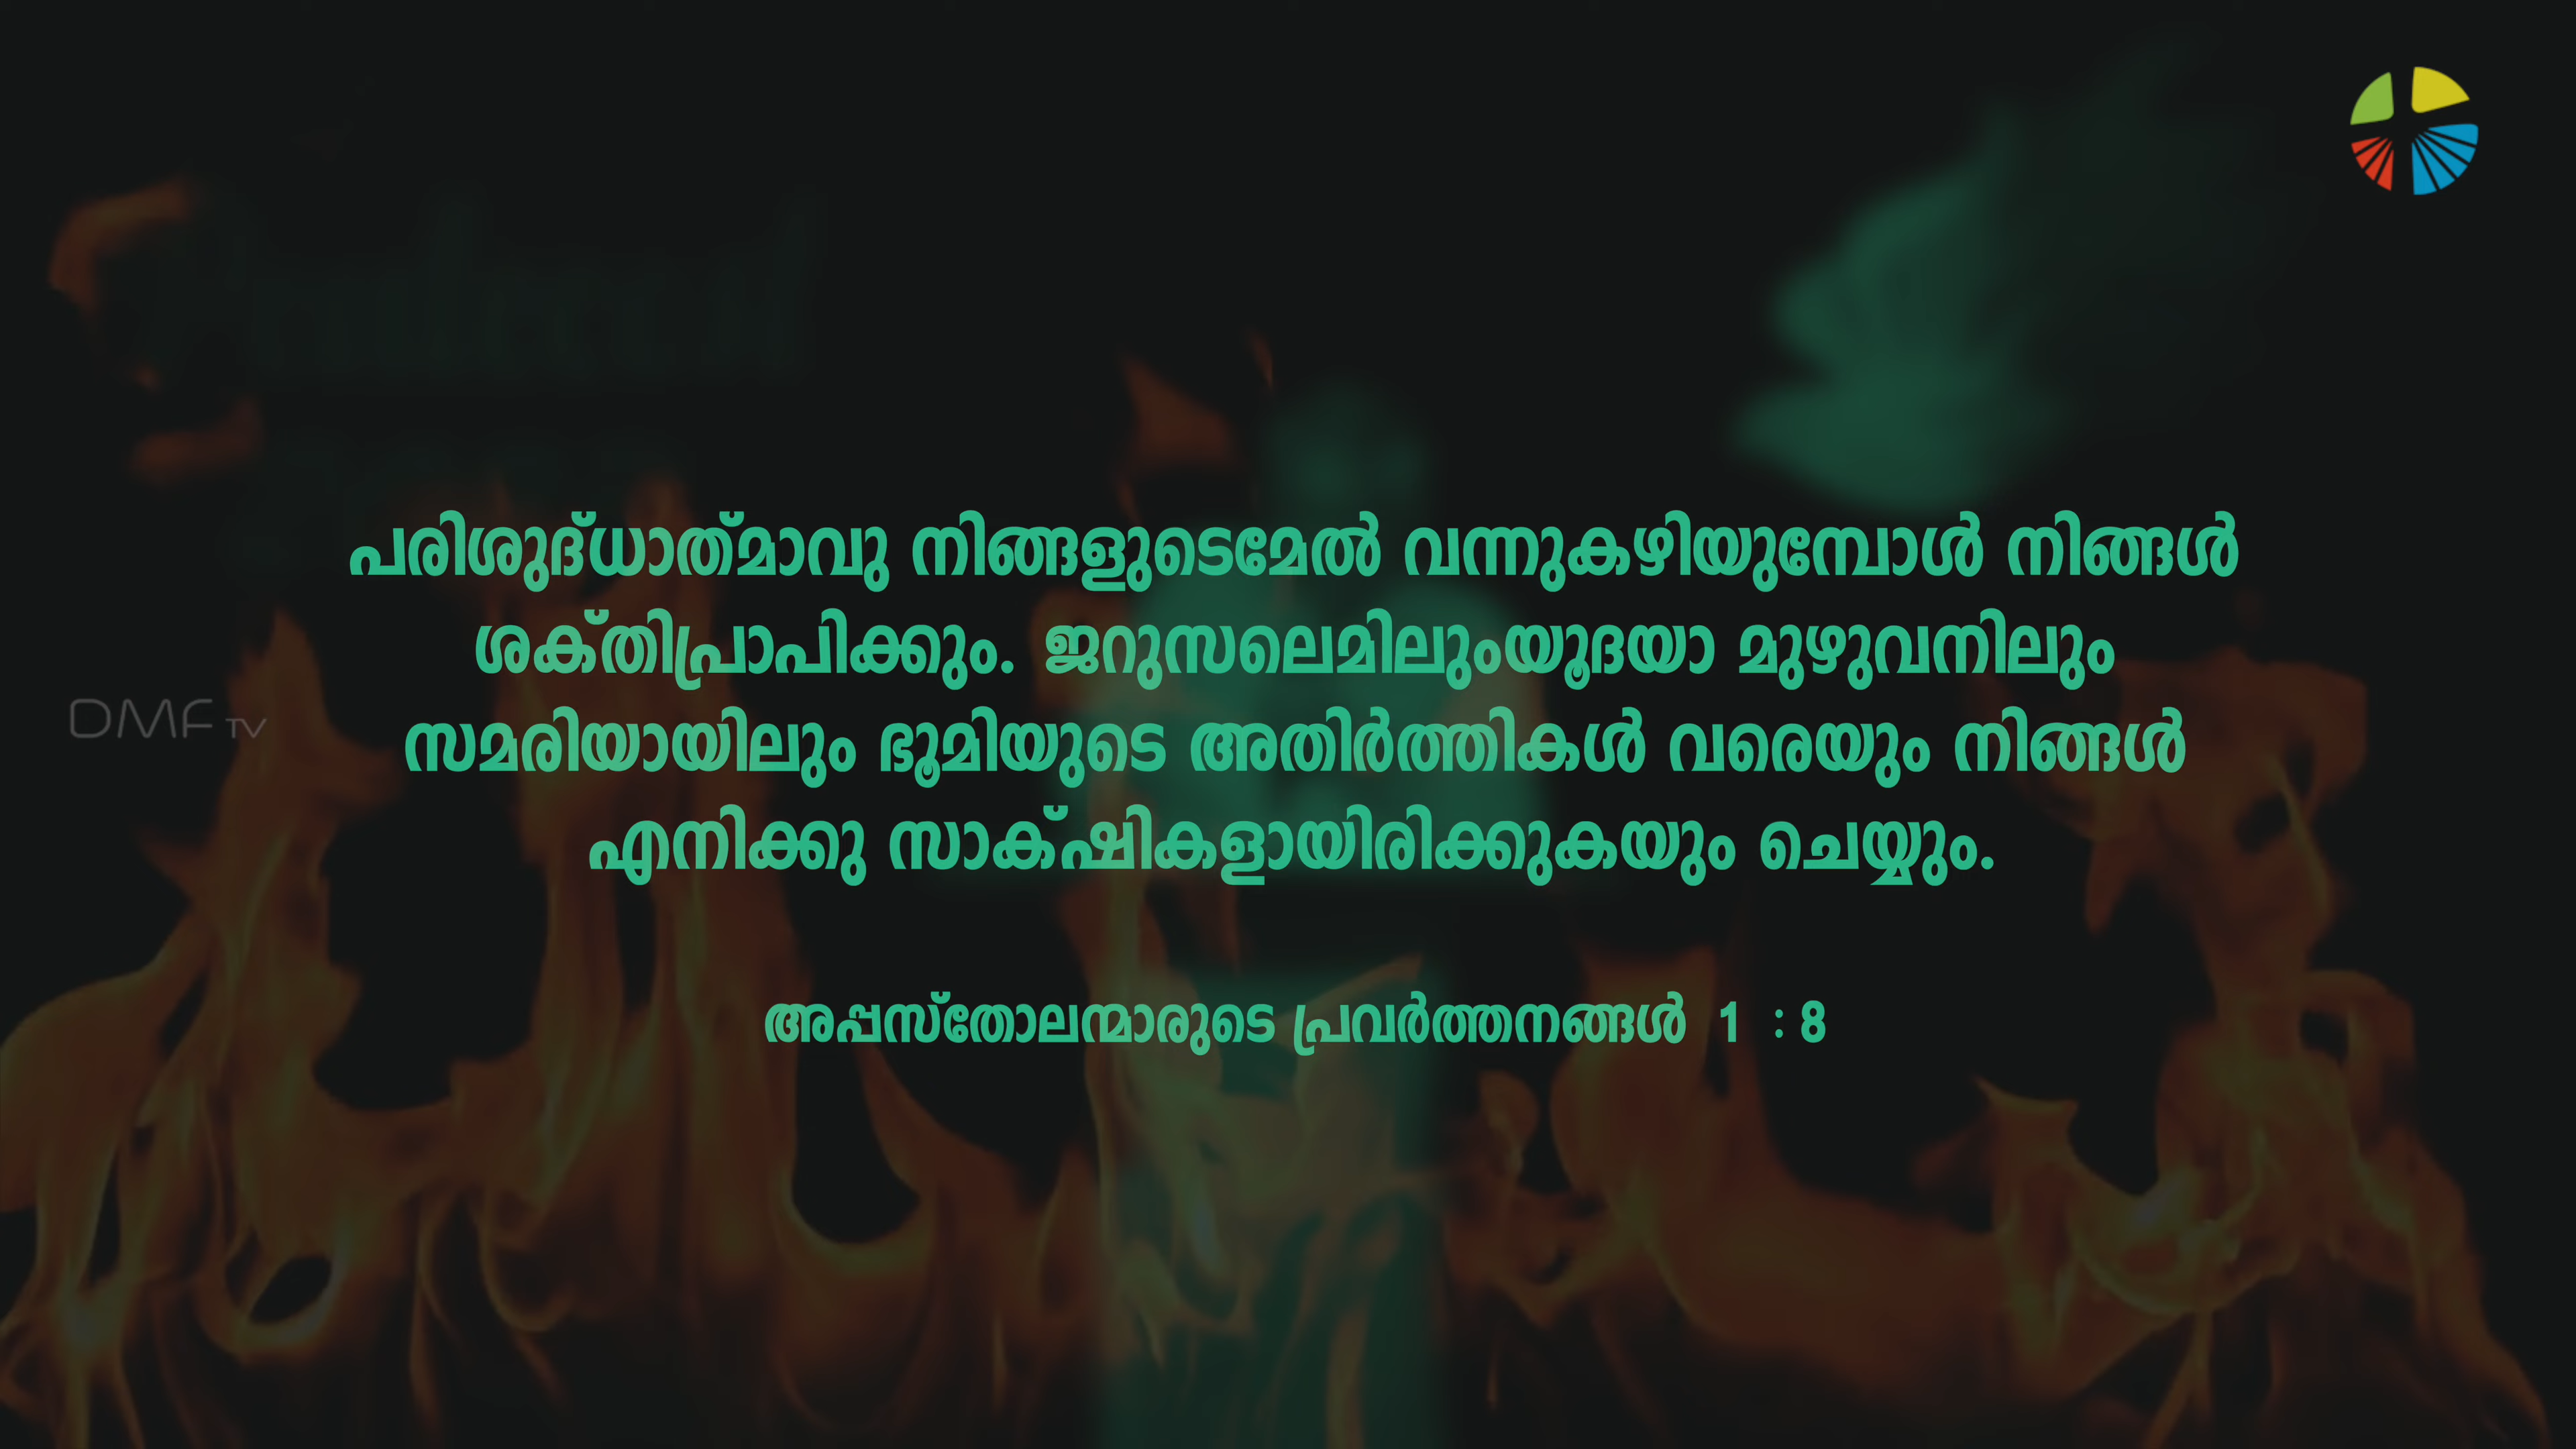 പരിശുദ്‌ധാത്‌മാവു നിങ്ങളുടെമേൽ വന്നുകഴിയുമ്പോൾ നിങ്ങൾ
ശക്‌തിപ്രാപിക്കും. ജറുസലെമിലുംയൂദയാ മുഴുവനിലും
സമരിയായിലും ഭൂമിയുടെ അതിർത്തികൾ വരെയും നിങ്ങൾ
എനിക്കു സാക്‌ഷികളായിരിക്കുകയും ചെയ്യും.
അപ്പസ്‌തോലന്മാരുടെ പ്രവർത്തനങ്ങൾ 1 : 8
DMF TV